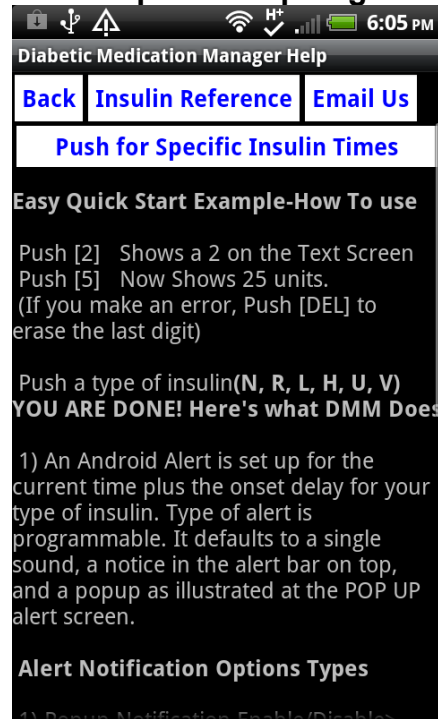 H+ 6:05 PM
Diabetic Medication Manager Help
Back Insulin Reference Email Us
Push for Specific Insulin Times
Easy Quick Start Example-How To use
Push [2] Shows a 2 on the Text Screen
Push [5] Now Shows 25 units.
(If you make an error, Push [DEL] to
erase the last digit)
Push a type of insulin(N, R, L, H, U, V)
YOU ARE DONE! Here's what DMM Does
1) An Android Alert is set up for the
current time plus the onset delay for your
type of insulin. Type of alert is
programmable. It defaults to a single
sound, a notice in the alert bar on top,
and a popup as illustrated at the POP UP
alert screen.
Alert Notification Options Types
1) Popup Notification Enable/Disable>